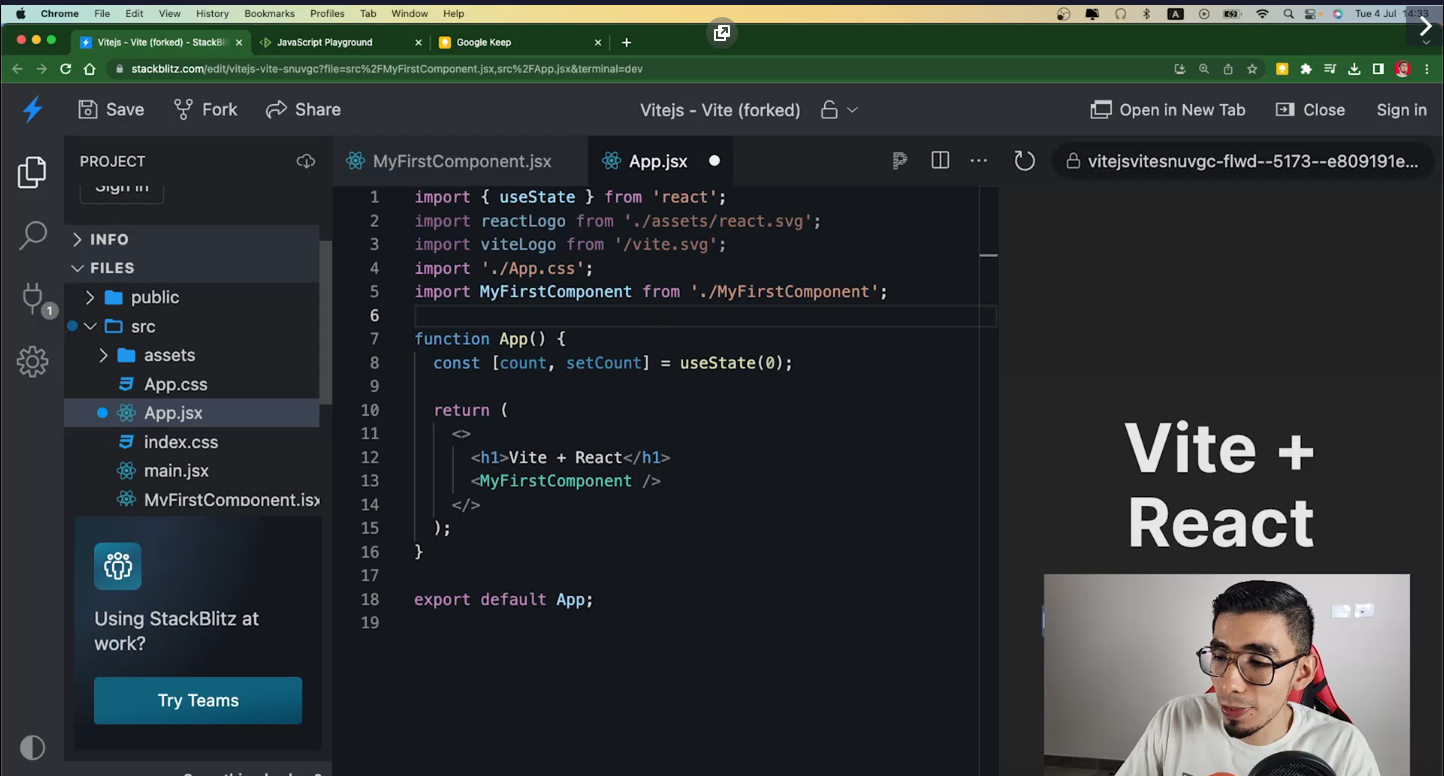 Chrome File Edit View History Bookmarks Profiles Tab Window Help A Tue 4 Jul 14:33
Vitejs - Vite (forked) - StackBlit JavaScript Playground Google Keep
stackblitz.com/edit/vitejs-vite-snuvgc?file=src%2FMyFirstComponent.jsx,src%2FApp.jsx&terminal=dev
Save Fork Share Vitejs - Vite (forked) Open in New Tab Close Sign in
PROJECT
Sign in
INFO
FILES
public
src
assets
App.css
App.jsx
index.css
main.jsx
MyFirstComponent.jsx
1
Using StackBlitz at
work?
Try Teams
MyFirstComponent.jsx App.jsx
1 import { useState } from 'react';
2 import reactLogo from './assets/react.svg';
3 import viteLogo from '/vite.svg';
4 import './App.css';
5 import MyFirstComponent from './MyFirstComponent';
6
7 function App() {
8 const [count, setCount] = useState(0);
9
10 return (
11 <>
12 <h1>Vite + React</h1>
13 <MyFirstComponent />
14 </>
15 );
16 }
17
18 export default App;
19
vitejsvitesnuvgc-flwd--5173--e809191e...
Vite +
React